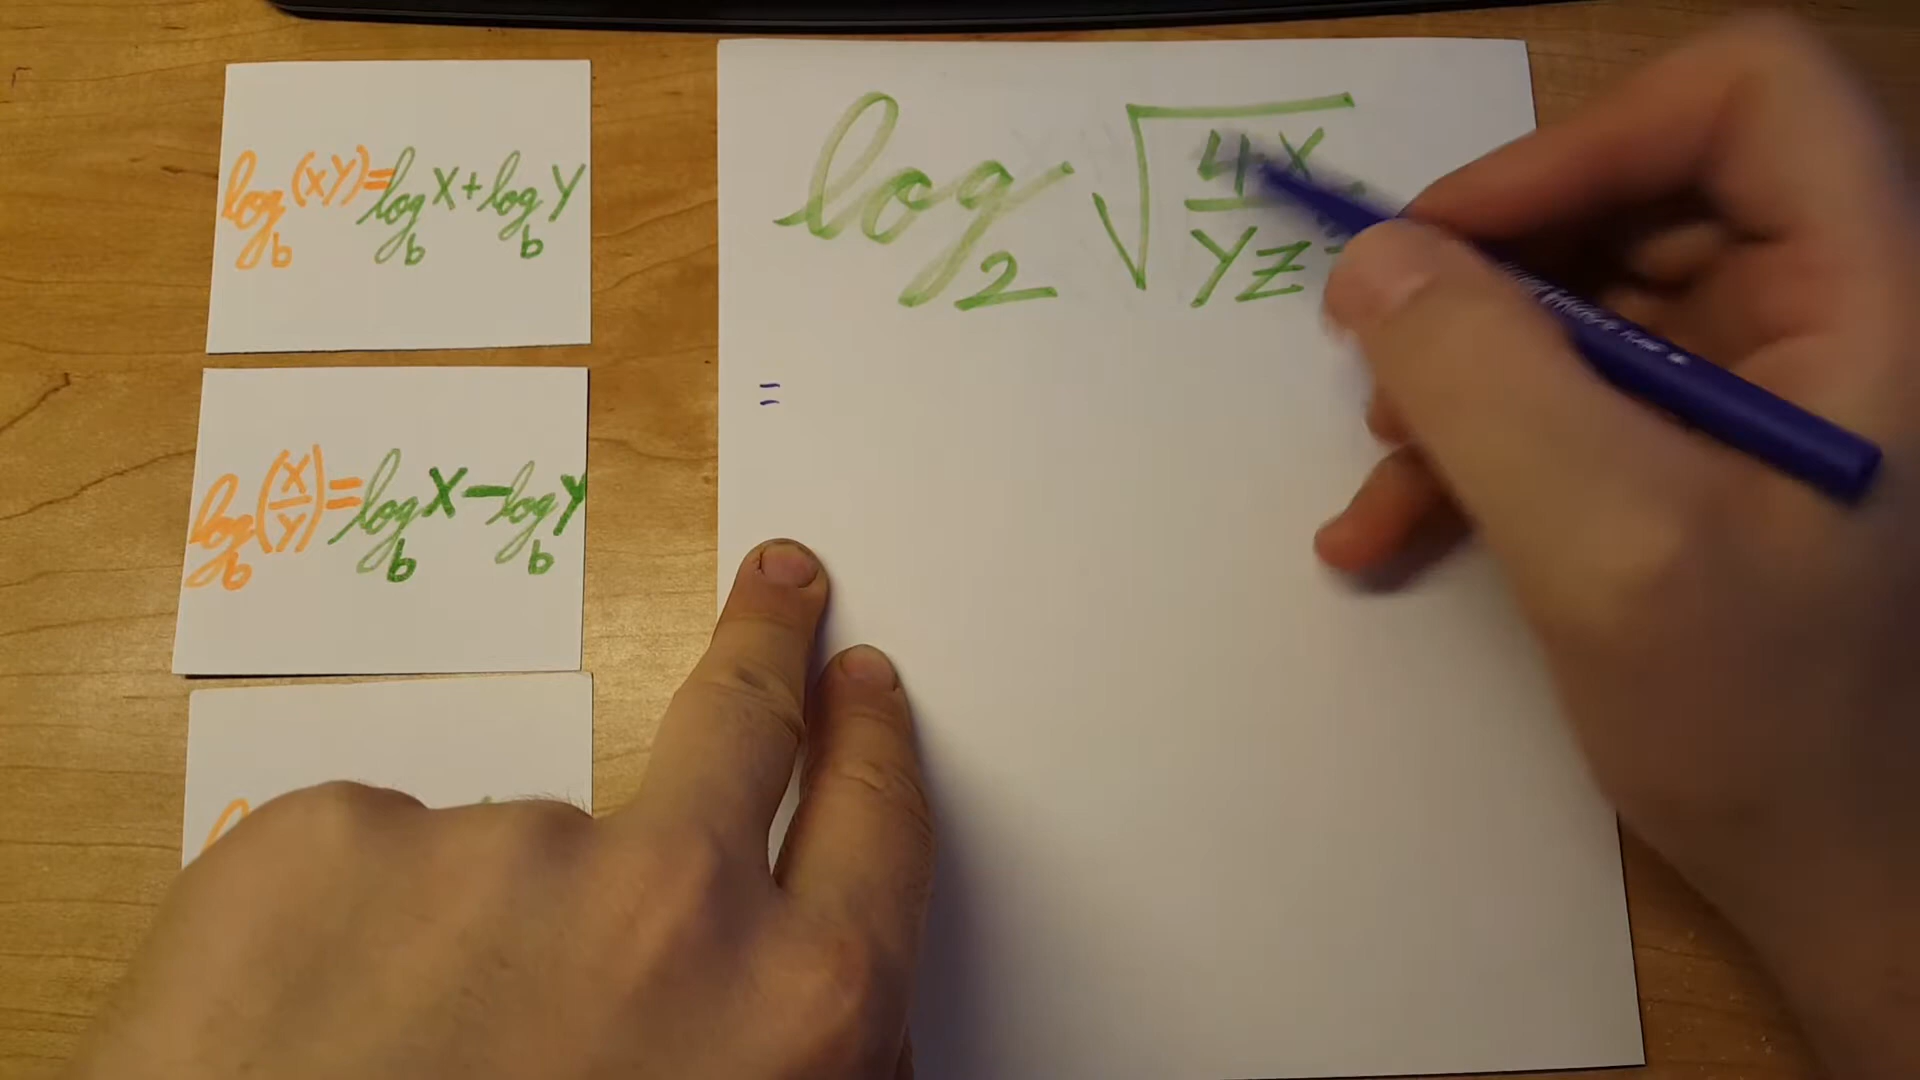 log_b(xy)=log_b x+log_b y
log_b(x/y)=log_b x-log_b y
log_2 √(4x/yz
=